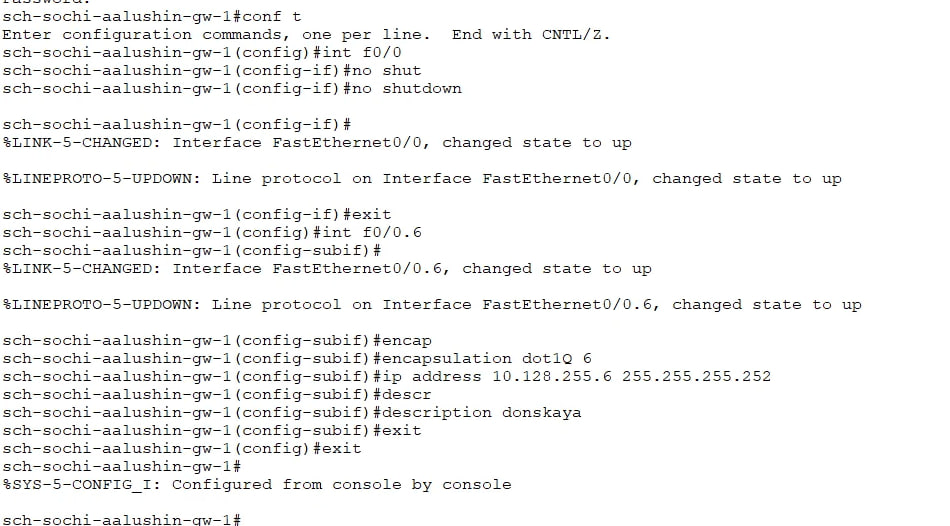 Password:
sch-sochi-aalushin-gw-1#conf t
Enter configuration commands, one per line.  End with CNTL/Z.
sch-sochi-aalushin-gw-1(config)#int f0/0
sch-sochi-aalushin-gw-1(config-if)#no shut
sch-sochi-aalushin-gw-1(config-if)#no shutdown
sch-sochi-aalushin-gw-1(config-if)#
%LINK-5-CHANGED: Interface FastEthernet0/0, changed state to up
%LINEPROTO-5-UPDOWN: Line protocol on Interface FastEthernet0/0, changed state to up
sch-sochi-aalushin-gw-1(config-if)#exit
sch-sochi-aalushin-gw-1(config)#int f0/0.6
sch-sochi-aalushin-gw-1(config-subif)#
%LINK-5-CHANGED: Interface FastEthernet0/0.6, changed state to up
%LINEPROTO-5-UPDOWN: Line protocol on Interface FastEthernet0/0.6, changed state to up
sch-sochi-aalushin-gw-1(config-subif)#encap
sch-sochi-aalushin-gw-1(config-subif)#encapsulation dot1Q 6
sch-sochi-aalushin-gw-1(config-subif)#ip address 10.128.255.6 255.255.255.252
sch-sochi-aalushin-gw-1(config-subif)#descr
sch-sochi-aalushin-gw-1(config-subif)#description donskaya
sch-sochi-aalushin-gw-1(config-subif)#exit
sch-sochi-aalushin-gw-1(config)#exit
sch-sochi-aalushin-gw-1#
%SYS-5-CONFIG_I: Configured from console by console
sch-sochi-aalushin-gw-1#